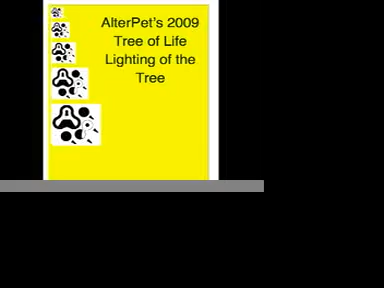 AlterPet's 2009
Tree of Life
Lighting of the
Tree